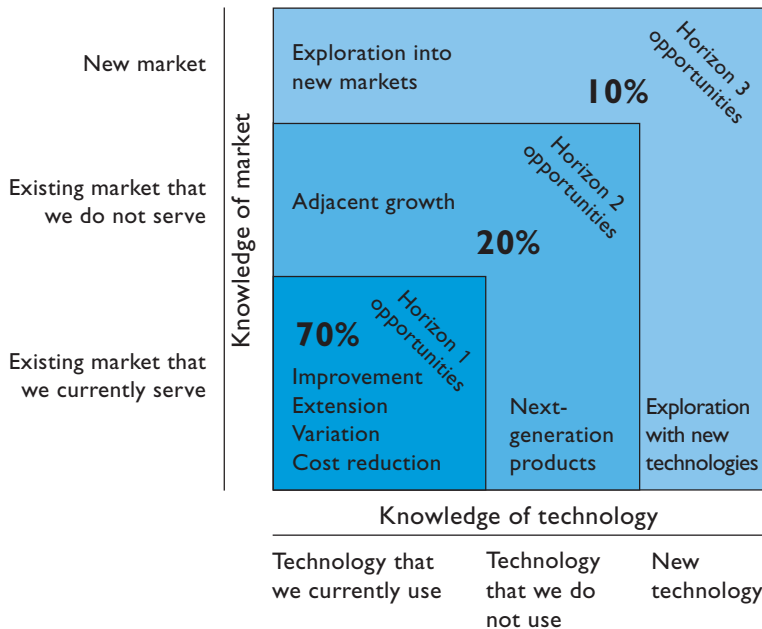 New market
Existing market that
we do not serve
Existing market that
we currently serve
Knowledge of market
Exploration into
new markets
10%
Horizon 3
opportunities
Adjacent growth
20%
Horizon 2
opportunities
70%
Horizon 1
opportunities
Improvement
Extension
Variation
Cost reduction
Next-
generation
products
Exploration
with new
technologies
Knowledge of technology
Technology that
we currently use
Technology
that we do
not use
New
technology